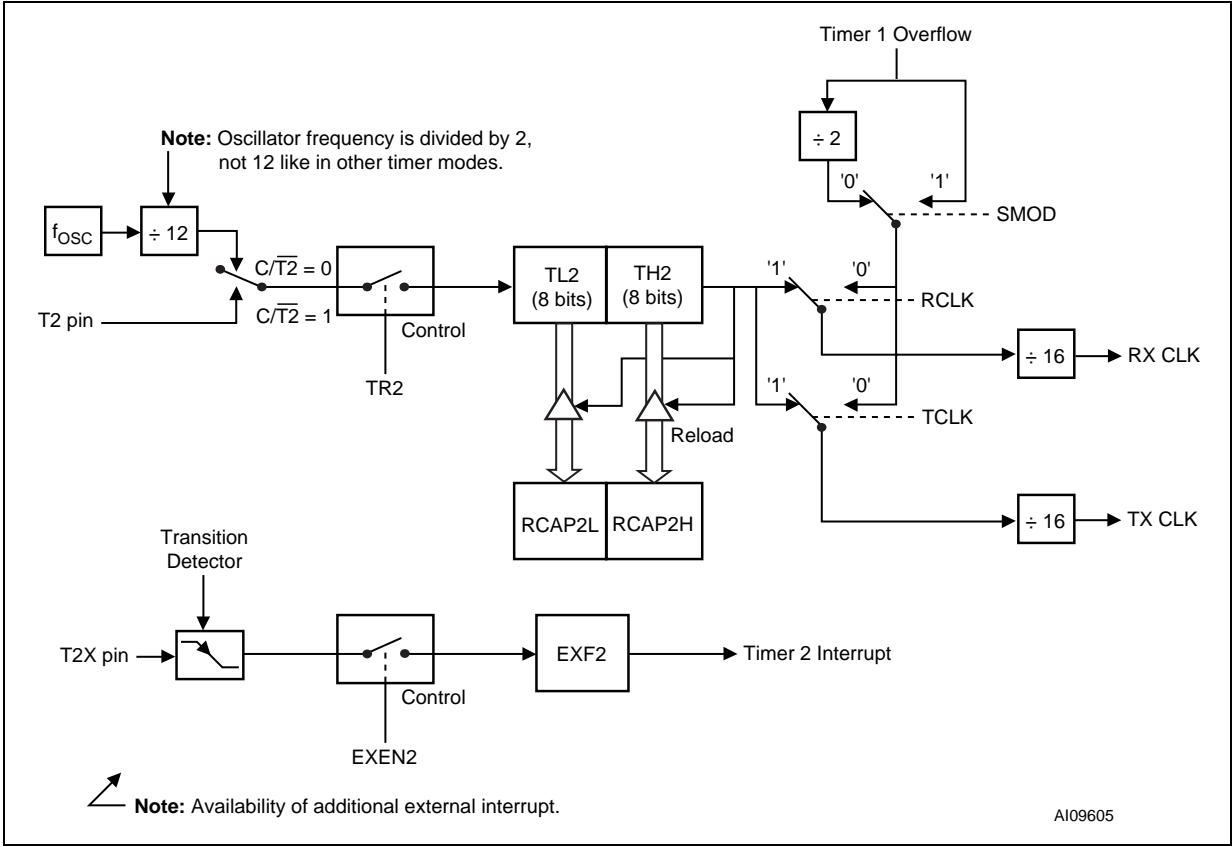 Timer 1 Overflow
÷ 2
'0'
'1'
SMOD
Note: Oscillator frequency is divided by 2,
not 12 like in other timer modes.
fOSC
÷ 12
C/T2̅ = 0
C/T2̅ = 1
T2 pin
Control
TR2
TL2
(8 bits)
TH2
(8 bits)
'1'
'0'
RCLK
÷ 16
RX CLK
'1'
'0'
TCLK
Reload
RCAP2L
RCAP2H
÷ 16
TX CLK
Transition
Detector
T2X pin
Control
EXEN2
EXF2
Timer 2 Interrupt
Note: Availability of additional external interrupt.
AI09605